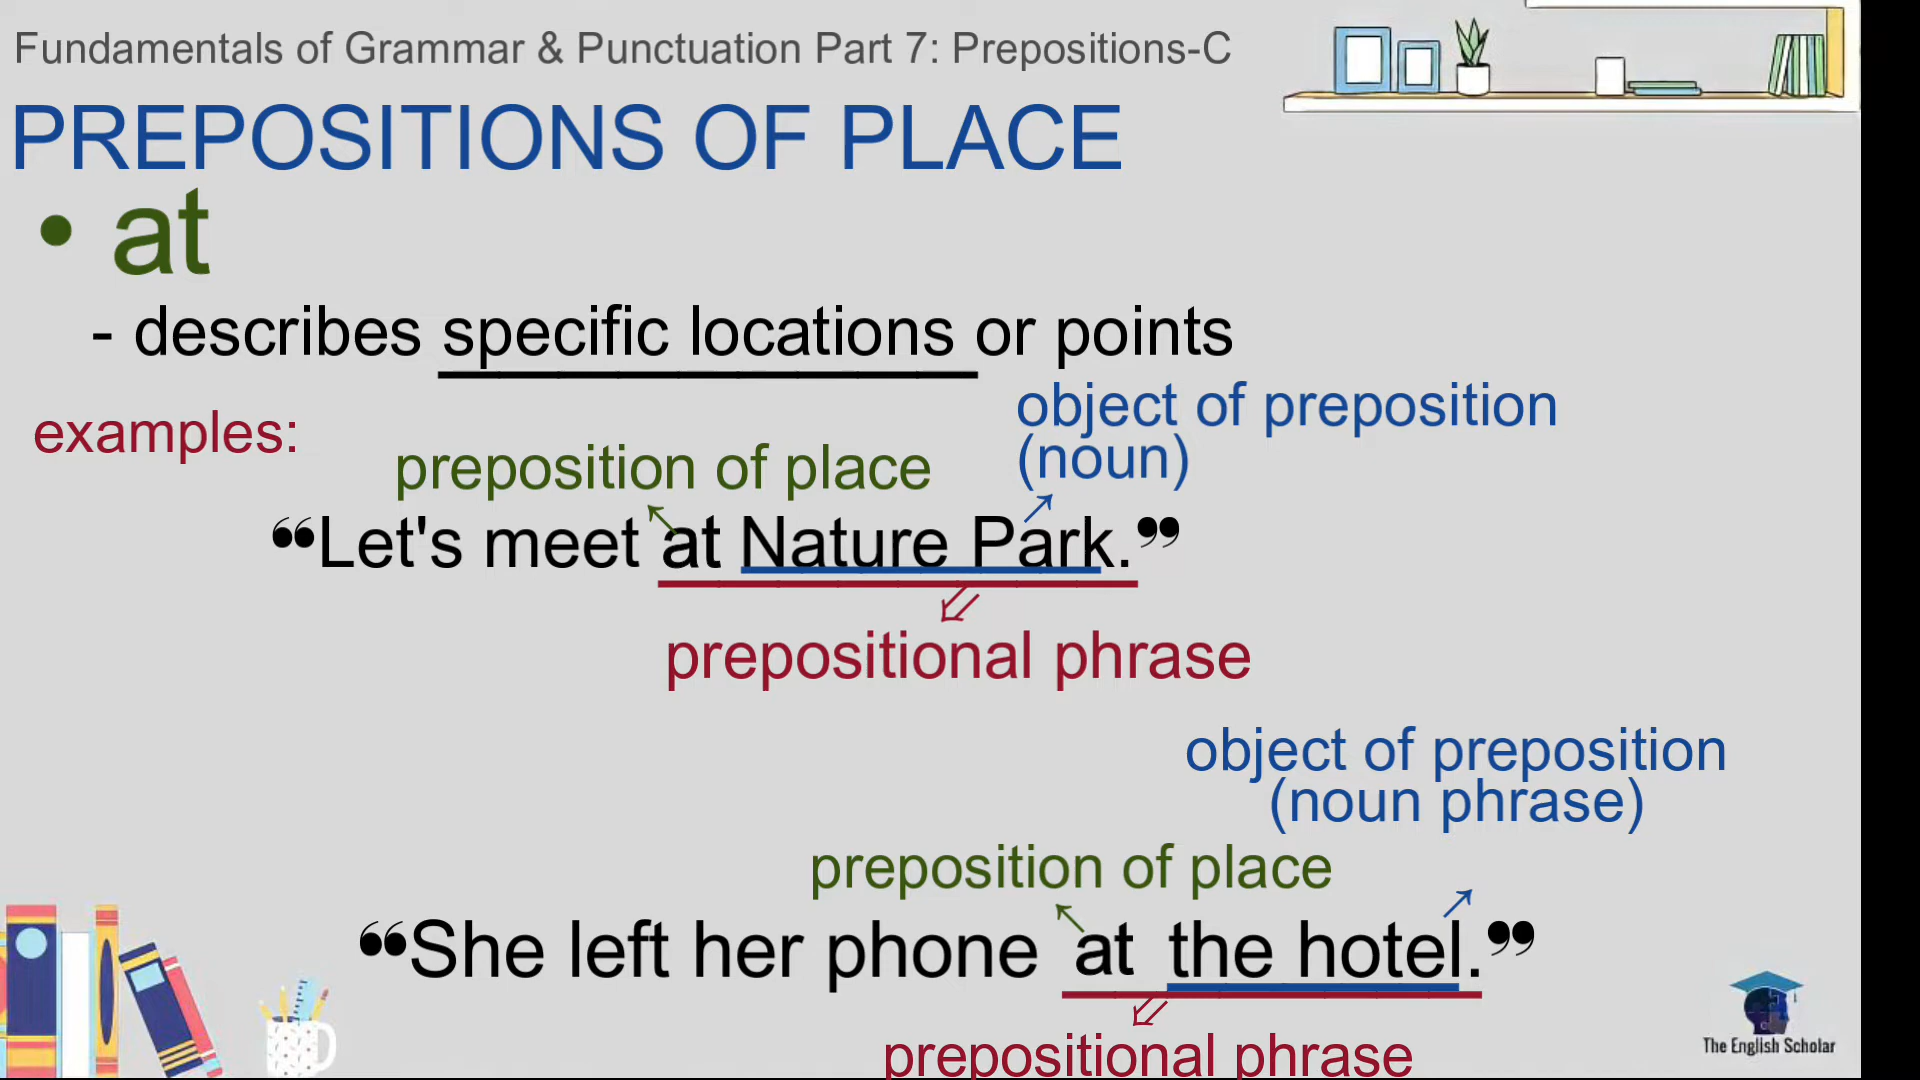 Fundamentals of Grammar & Punctuation Part 7: Prepositions-C
PREPOSITIONS OF PLACE
• at
- describes specific locations or points
examples:
object of preposition
(noun)
preposition of place
❝Let's meet at Nature Park.❞
prepositional phrase
object of preposition
(noun phrase)
preposition of place
❝She left her phone at the hotel.❞
prepositional phrase
The English Scholar